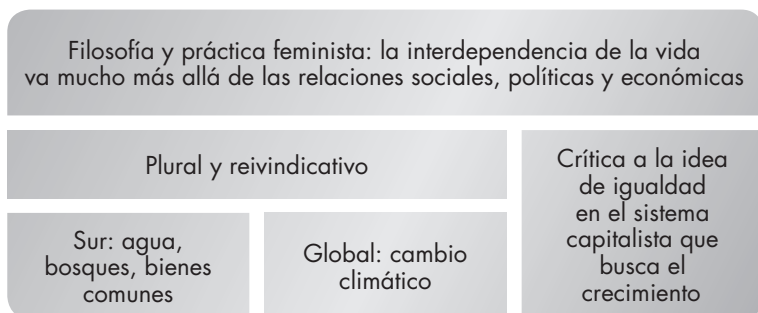 Filosofía y práctica feminista: la interdependencia de la vida
va mucho más allá de las relaciones sociales, políticas y económicas
Plural y reivindicativo
Sur: agua,
bosques, bienes
comunes
Global: cambio
climático
Crítica a la idea
de igualdad
en el sistema
capitalista que
busca el
crecimiento